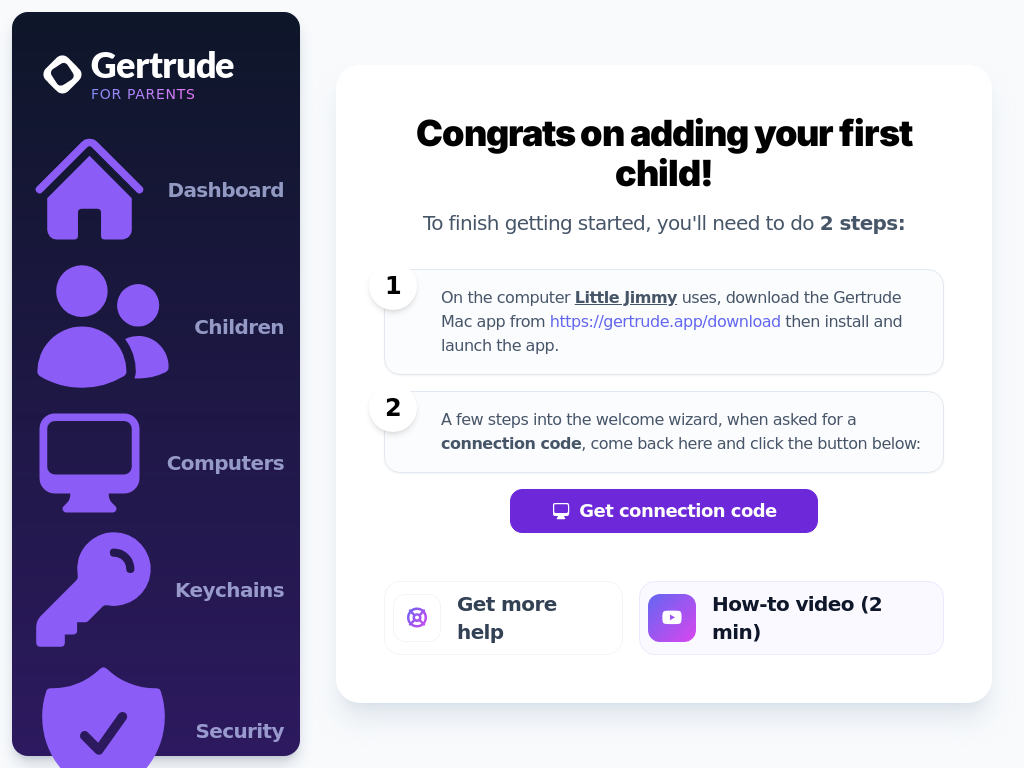 Gertrude
FOR PARENTS
Dashboard
Children
Computers
Keychains
Security
Congrats on adding your first
child!
To finish getting started, you'll need to do 2 steps:
1
On the computer Little Jimmy uses, download the Gertrude
Mac app from https://gertrude.app/download then install and
launch the app.
2
A few steps into the welcome wizard, when asked for a
connection code, come back here and click the button below:
Get connection code
Get more
help
How-to video (2
min)